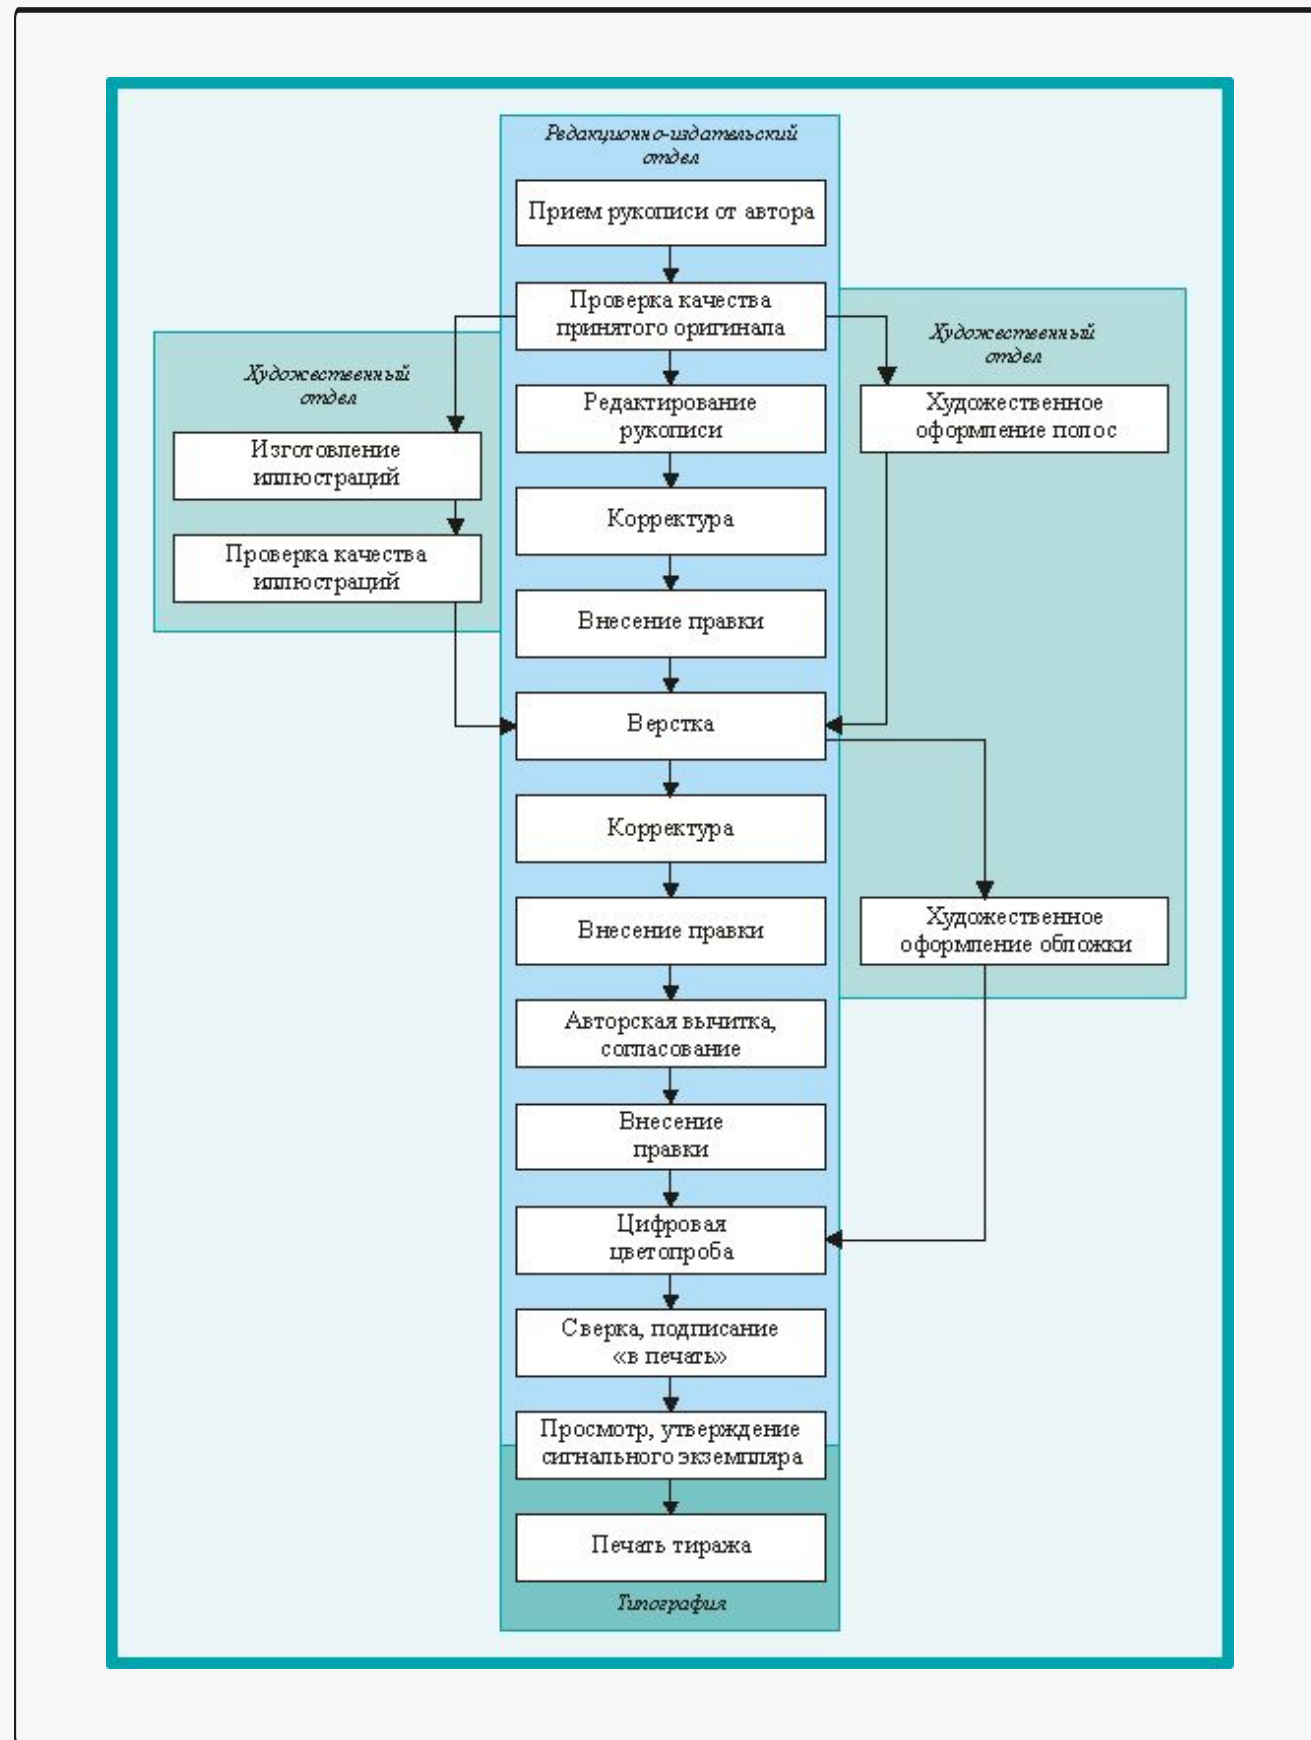 Редакционно-издательский
отдел
Прием рукописи от автора
Проверка качества
принятого оригинала
Художественный
отдел
Художественный
отдел
Редактирование
рукописи
Художественное
оформление полос
Изготовление
иллюстраций
Корректура
Проверка качества
иллюстраций
Внесение правки
Верстка
Корректура
Внесение правки
Художественное
оформление обложки
Авторская вычитка,
согласование
Внесение
правки
Цифровая
цветопроба
Сверка, подписание
«в печать»
Просмотр, утверждение
сигнального экземпляра
Печать тиража
Типография